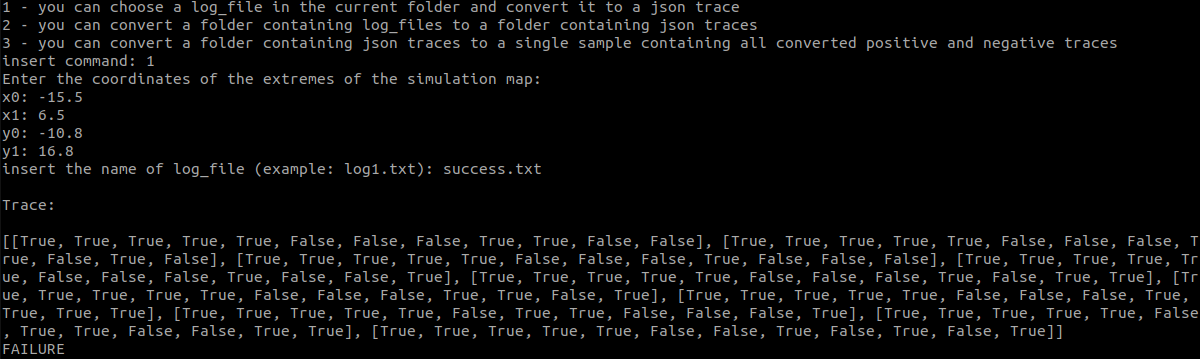 1 - you can choose a log_file in the current folder and convert it to a json trace
2 - you can convert a folder containing log_files to a folder containing json traces
3 - you can convert a folder containing json traces to a single sample containing all converted positive and negative traces
insert command: 1
Enter the coordinates of the extremes of the simulation map:
x0: -15.5
x1: 6.5
y0: -10.8
y1: 16.8
insert the name of log_file (example: log1.txt): success.txt
Trace:
[[True, True, True, True, True, False, False, False, True, True, False, False], [True, True, True, True, True, False, False, False, T
rue, False, True, False], [True, True, True, True, True, False, False, False, True, False, False, False], [True, True, True, True, Tr
ue, False, False, False, True, False, False, True], [True, True, True, True, True, False, False, False, True, False, True, True], [Tr
ue, True, True, True, True, False, False, False, True, True, False, True], [True, True, True, True, True, False, False, False, True,
True, True, True], [True, True, True, True, True, False, True, True, False, False, False, True], [True, True, True, True, True, False
, True, True, False, False, True, True], [True, True, True, True, True, False, False, True, False, True, False, True]]
FAILURE